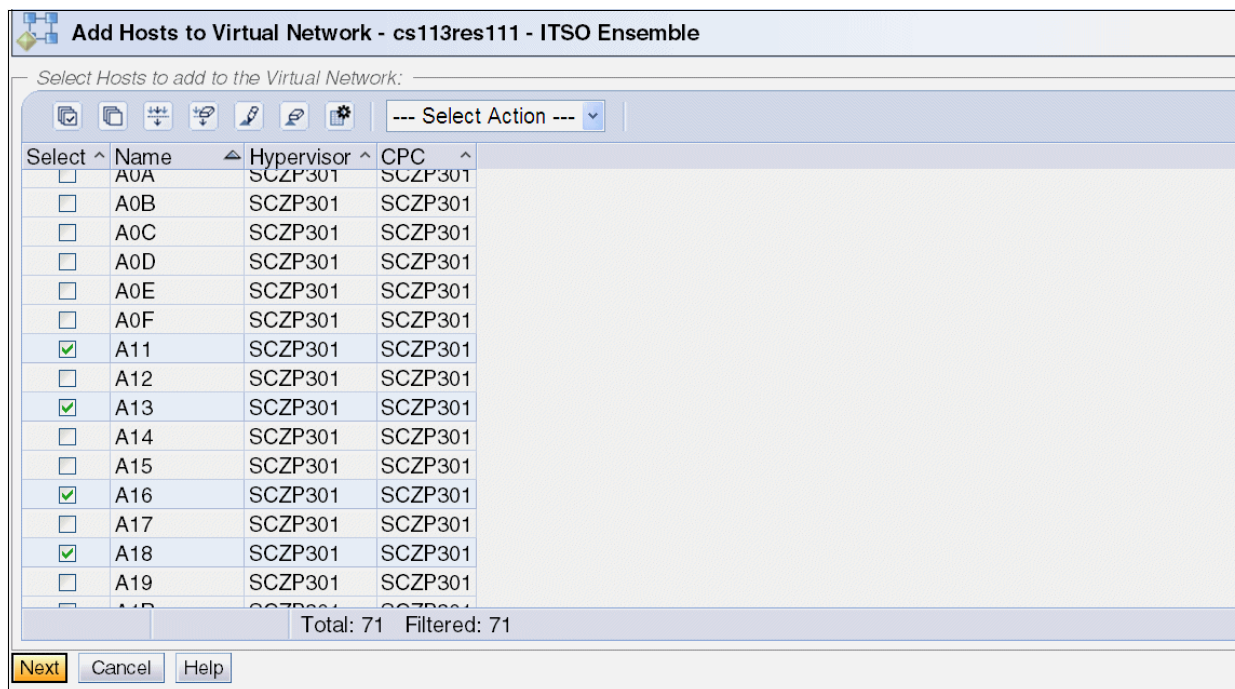 Add Hosts to Virtual Network - cs113res111 - ITSO Ensemble
Select Hosts to add to the Virtual Network:
--- Select Action ---
Select Name Hypervisor CPC
A0A SCZP301 SCZP301
A0B SCZP301 SCZP301
A0C SCZP301 SCZP301
A0D SCZP301 SCZP301
A0E SCZP301 SCZP301
A0F SCZP301 SCZP301
A11 SCZP301 SCZP301
A12 SCZP301 SCZP301
A13 SCZP301 SCZP301
A14 SCZP301 SCZP301
A15 SCZP301 SCZP301
A16 SCZP301 SCZP301
A17 SCZP301 SCZP301
A18 SCZP301 SCZP301
A19 SCZP301 SCZP301
Total: 71 Filtered: 71
Next Cancel Help